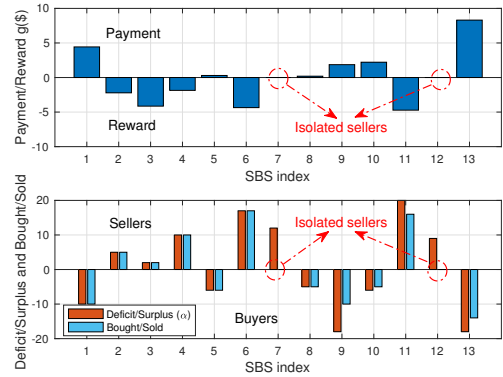 Payment/Reward g($)
10
5
0
-5
-10
Payment
Reward
Isolated sellers
1 2 3 4 5 6 7 8 9 10 11 12 13
SBS index
Deficit/Surplus and Bought/Sold
20
10
0
-10
-20
Sellers
Isolated sellers
Buyers
Deficit/Surplus (α)
Bought/Sold
1 2 3 4 5 6 7 8 9 10 11 12 13
SBS index